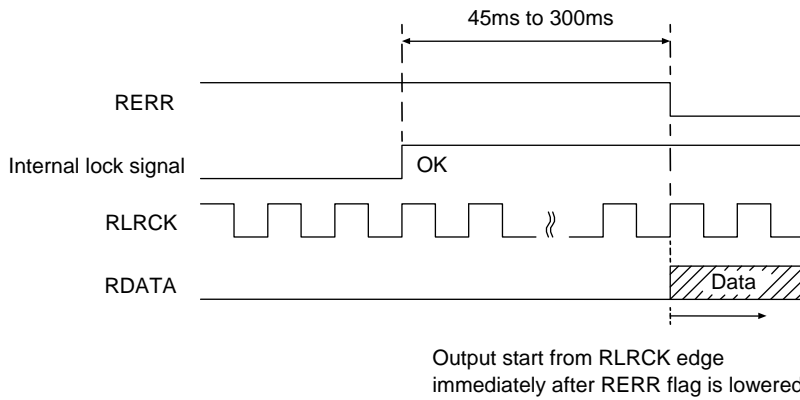 45ms to 300ms
RERR
Internal lock signal
OK
RLRCK
RDATA
Data
Output start from RLRCK edge
immediately after RERR flag is lowered